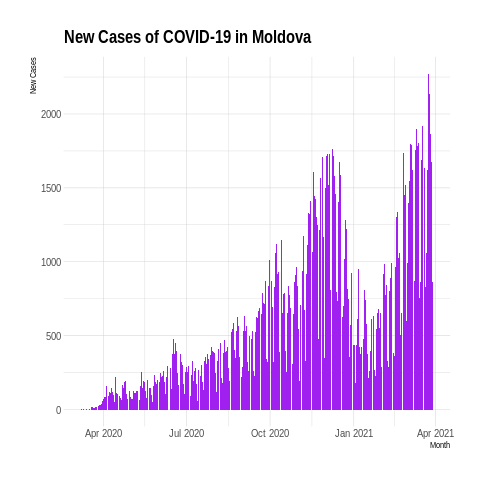 New Cases of COVID-19 in Moldova
New Cases
2000
1500
1000
500
0
Apr 2020 Jul 2020 Oct 2020 Jan 2021 Apr 2021
Month